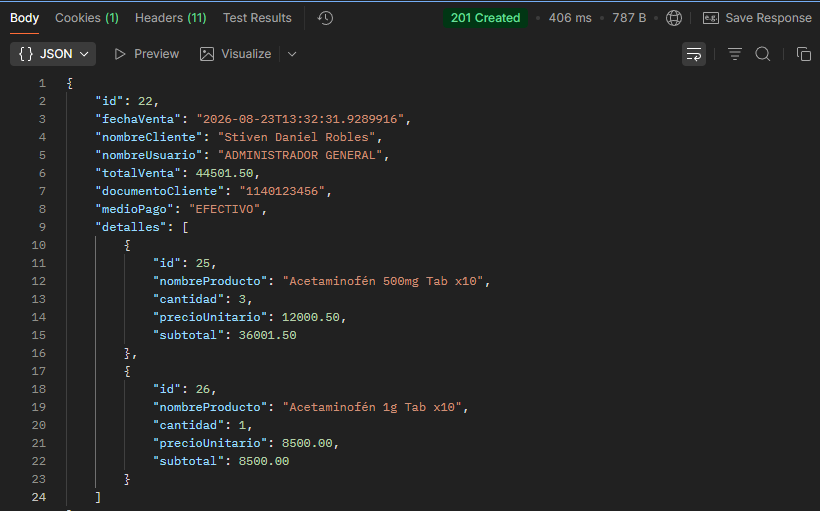 Body Cookies (1) Headers (11) Test Results 201 Created • 406 ms • 787 B • e.g. Save Response
{} JSON Preview Visualize
1 {
2 "id": 22,
3 "fechaVenta": "2026-08-23T13:32:31.9289916",
4 "nombreCliente": "Stiven Daniel Robles",
5 "nombreUsuario": "ADMINISTRADOR GENERAL",
6 "totalVenta": 44501.50,
7 "documentoCliente": "1140123456",
8 "medioPago": "EFECTIVO",
9 "detalles": [
10 {
11 "id": 25,
12 "nombreProducto": "Acetaminofén 500mg Tab x10",
13 "cantidad": 3,
14 "precioUnitario": 12000.50,
15 "subtotal": 36001.50
16 },
17 {
18 "id": 26,
19 "nombreProducto": "Acetaminofén 1g Tab x10",
20 "cantidad": 1,
21 "precioUnitario": 8500.00,
22 "subtotal": 8500.00
23 }
24 ]